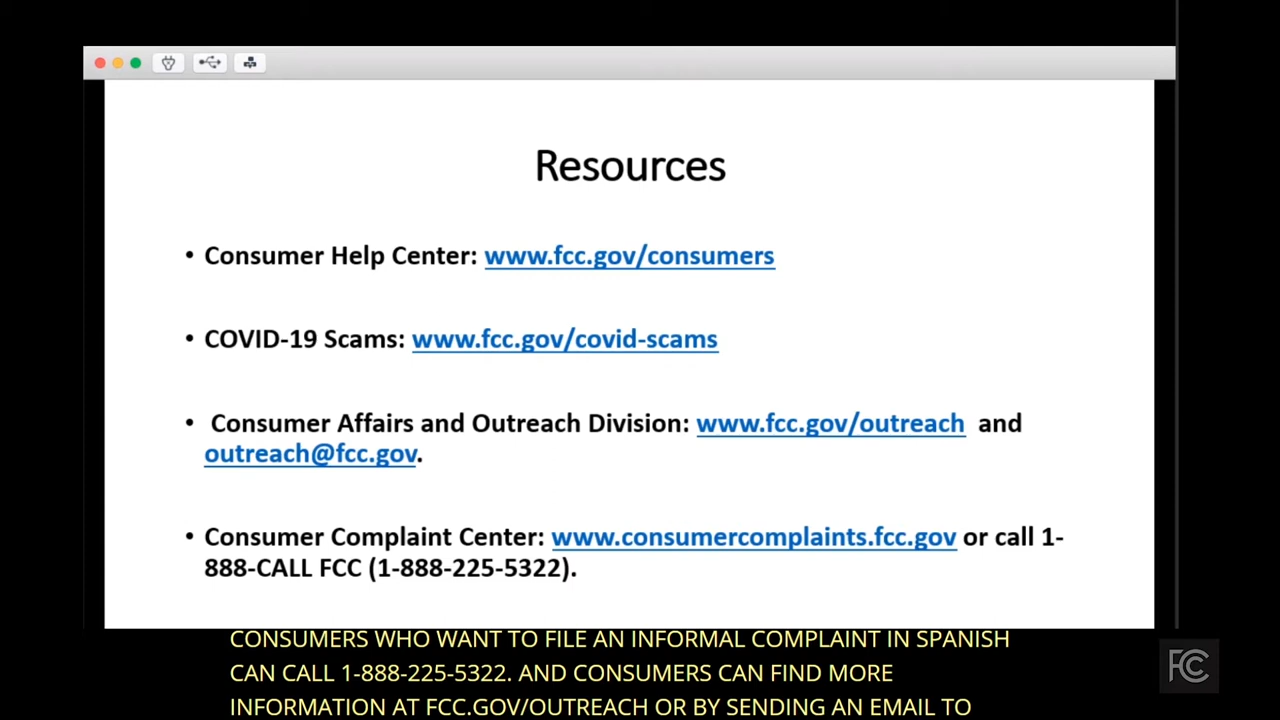 Resources
• Consumer Help Center: www.fcc.gov/consumers
• COVID-19 Scams: www.fcc.gov/covid-scams
• Consumer Affairs and Outreach Division: www.fcc.gov/outreach and
outreach@fcc.gov.
• Consumer Complaint Center: www.consumercomplaints.fcc.gov or call 1-
888-CALL FCC (1-888-225-5322).
CONSUMERS WHO WANT TO FILE AN INFORMAL COMPLAINT IN SPANISH
CAN CALL 1-888-225-5322. AND CONSUMERS CAN FIND MORE
INFORMATION AT FCC.GOV/OUTREACH OR BY SENDING AN EMAIL TO
FCC